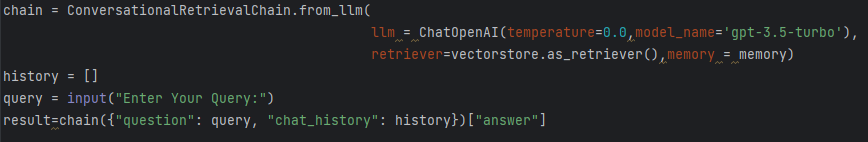 chain = ConversationalRetrievalChain.from_llm(
llm = ChatOpenAI(temperature=0.0,model_name='gpt-3.5-turbo'),
retriever=vectorstore.as_retriever(),memory = memory)
history = []
query = input("Enter Your Query:")
result=chain({"question": query, "chat_history": history})["answer"]